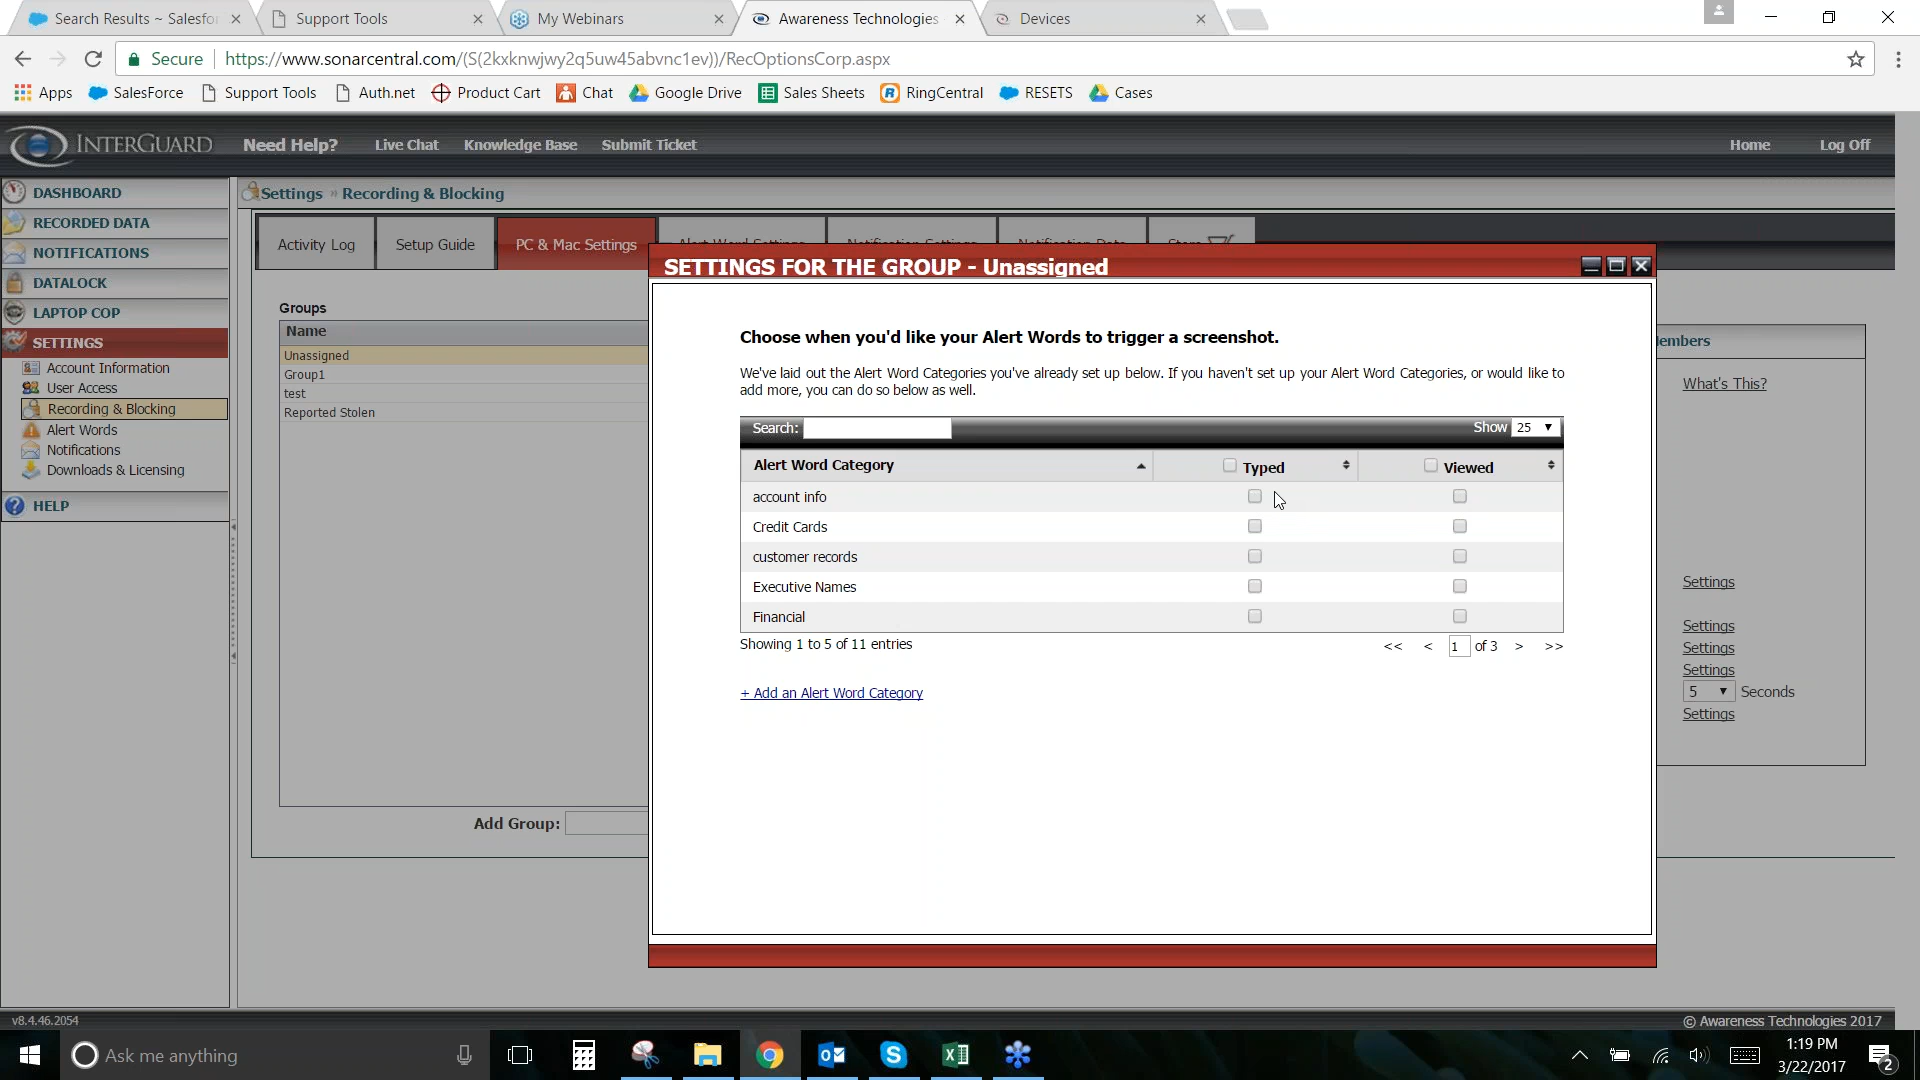 Search Results ~ Salesfor
Support Tools
My Webinars
Awareness Technologies
Devices
Secure
https://www.sonarcentral.com/(S(2kxknwjwy2q5uw45abvnc1ev))/RecOptionsCorp.aspx
Apps
SalesForce
Support Tools
Auth.net
Product Cart
Chat
Google Drive
Sales Sheets
RingCentral
RESETS
Cases
INTERGUARD
Need Help?
Live Chat
Knowledge Base
Submit Ticket
Home
Log Off
DASHBOARD
RECORDED DATA
NOTIFICATIONS
DATALOCK
LAPTOP COP
SETTINGS
Account Information
User Access
Recording & Blocking
Alert Words
Notifications
Downloads & Licensing
HELP
Settings » Recording & Blocking
Activity Log
Setup Guide
PC & Mac Settings
Alert Word Settings
Notification Settings
Notification Data
Store
Groups
Name
Unassigned
Group1
test
Reported Stolen
Add Group:
SETTINGS FOR THE GROUP - Unassigned
Choose when you'd like your Alert Words to trigger a screenshot.
We've laid out the Alert Word Categories you've already set up below. If you haven't set up your Alert Word Categories, or would like to
add more, you can do so below as well.
Search:
Show 25
Alert Word Category
Typed
Viewed
account info
Credit Cards
customer records
Executive Names
Financial
Showing 1 to 5 of 11 entries
<< < 1 of 3 > >>
+ Add an Alert Word Category
embers
What's This?
Settings
Settings
Settings
Settings
5 Seconds
Settings
v8.4.46.2054
© Awareness Technologies 2017
Ask me anything
1:19 PM
3/22/2017
2